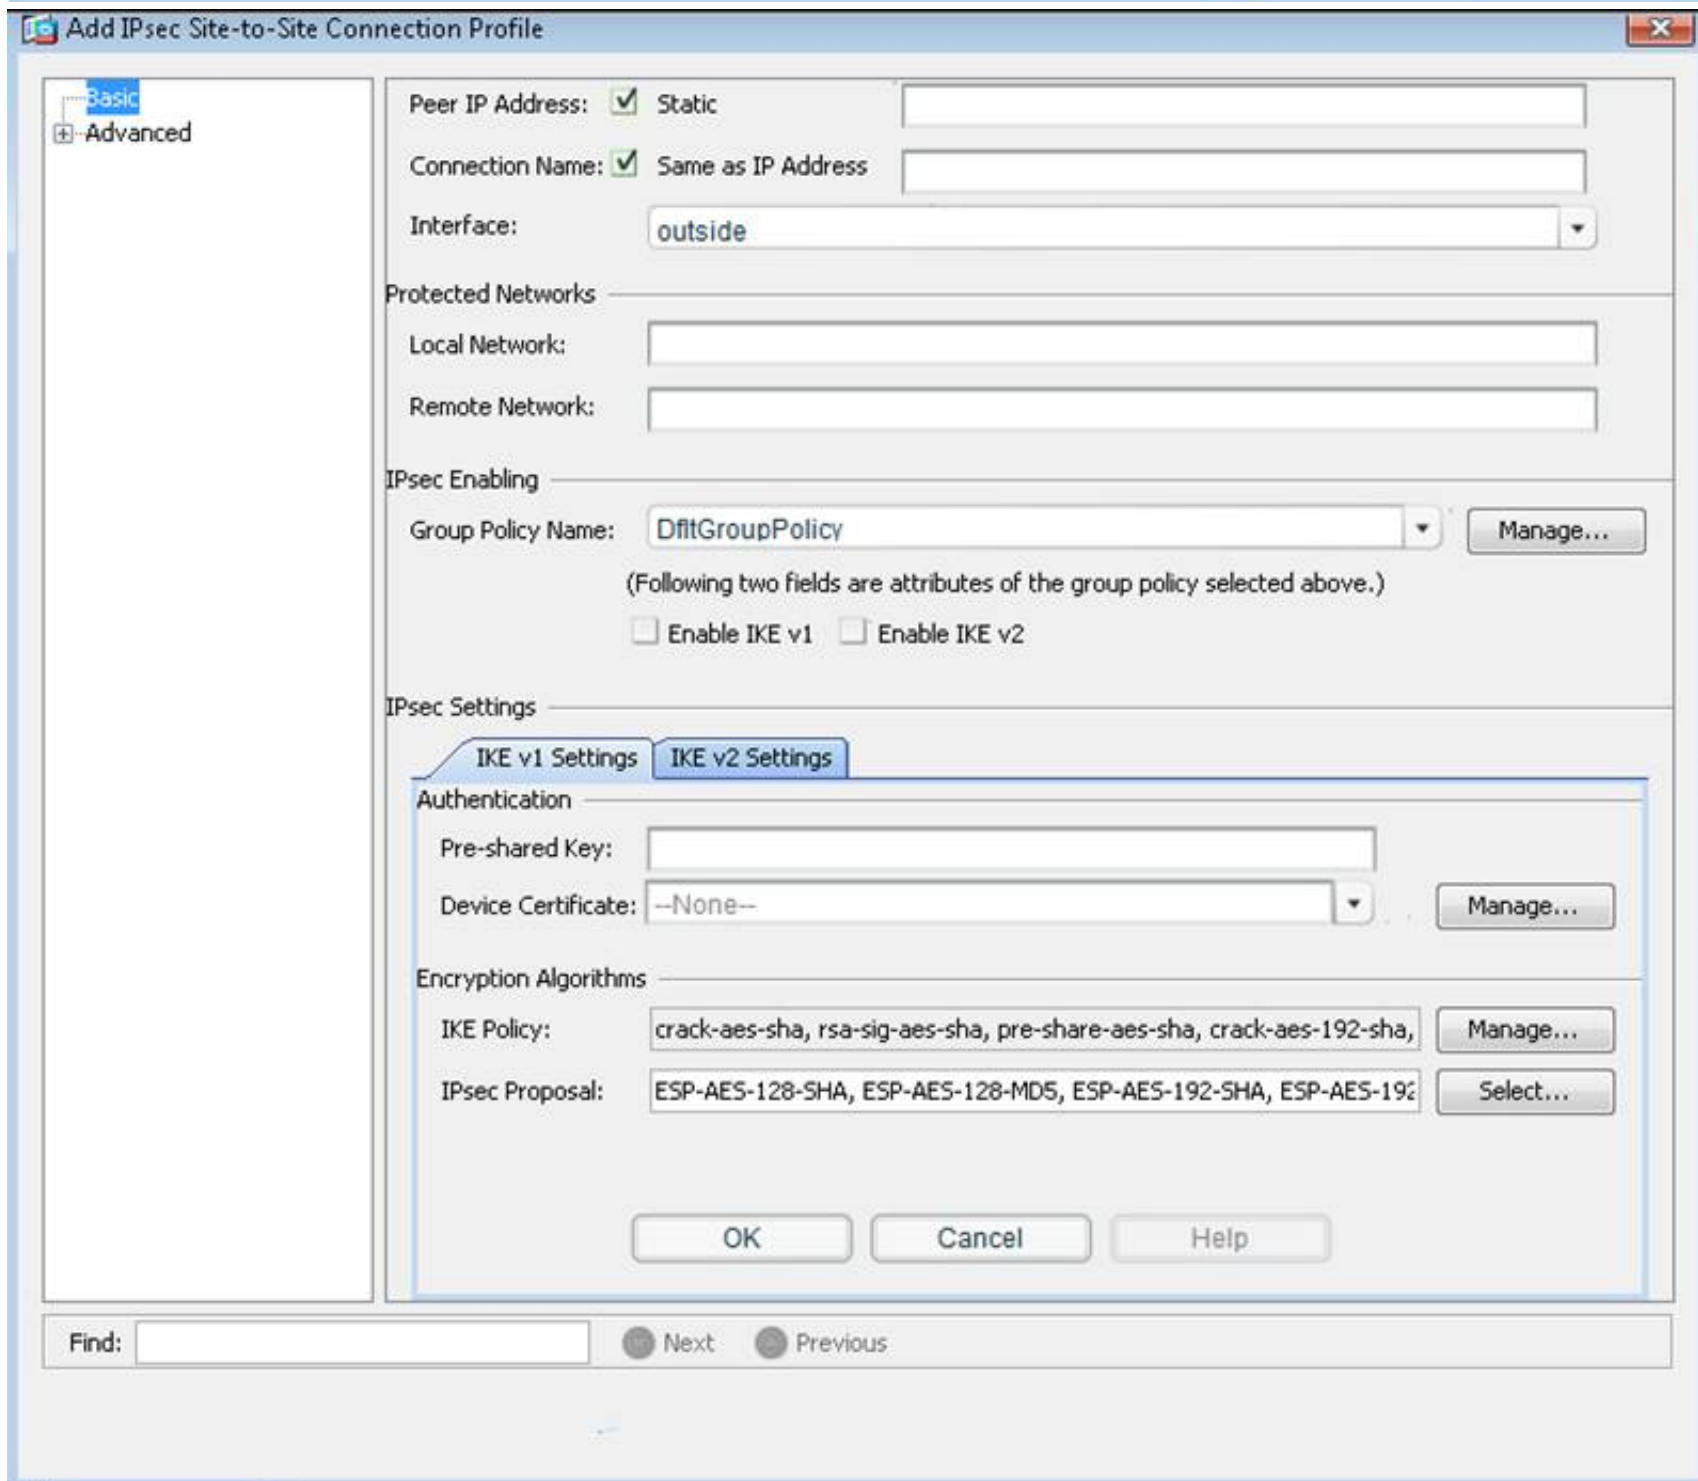 Add IPsec Site-to-Site Connection Profile
Basic
Advanced
Peer IP Address: Static
Connection Name: Same as IP Address
Interface: outside
Protected Networks
Local Network:
Remote Network:
IPsec Enabling
Group Policy Name: DfltGroupPolicy Manage...
(Following two fields are attributes of the group policy selected above.)
Enable IKE v1 Enable IKE v2
IPsec Settings
IKE v1 Settings IKE v2 Settings
Authentication
Pre-shared Key:
Device Certificate: --None-- Manage...
Encryption Algorithms
IKE Policy: crack-aes-sha, rsa-sig-aes-sha, pre-share-aes-sha, crack-aes-192-sha, Manage...
IPsec Proposal: ESP-AES-128-SHA, ESP-AES-128-MD5, ESP-AES-192-SHA, ESP-AES-192 Select...
OK Cancel Help
Find: Next Previous